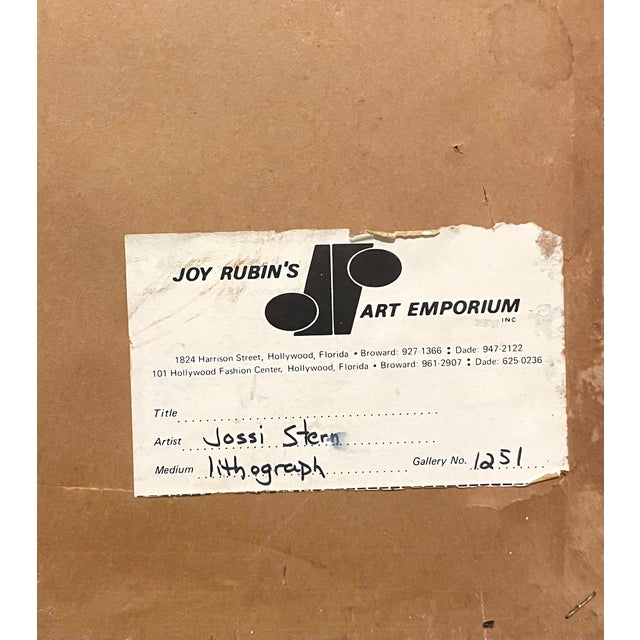 JOY RUBIN'S
ART EMPORIUM
INC
1824 Harrison Street, Hollywood, Florida • Broward: 927-1366 : Dade: 947-2122
101 Hollywood Fashion Center, Hollywood, Florida • Broward: 961-2907 : Dade: 625-0236
Title
Artist Jossi Stern
Medium lithograph Gallery No. 1251